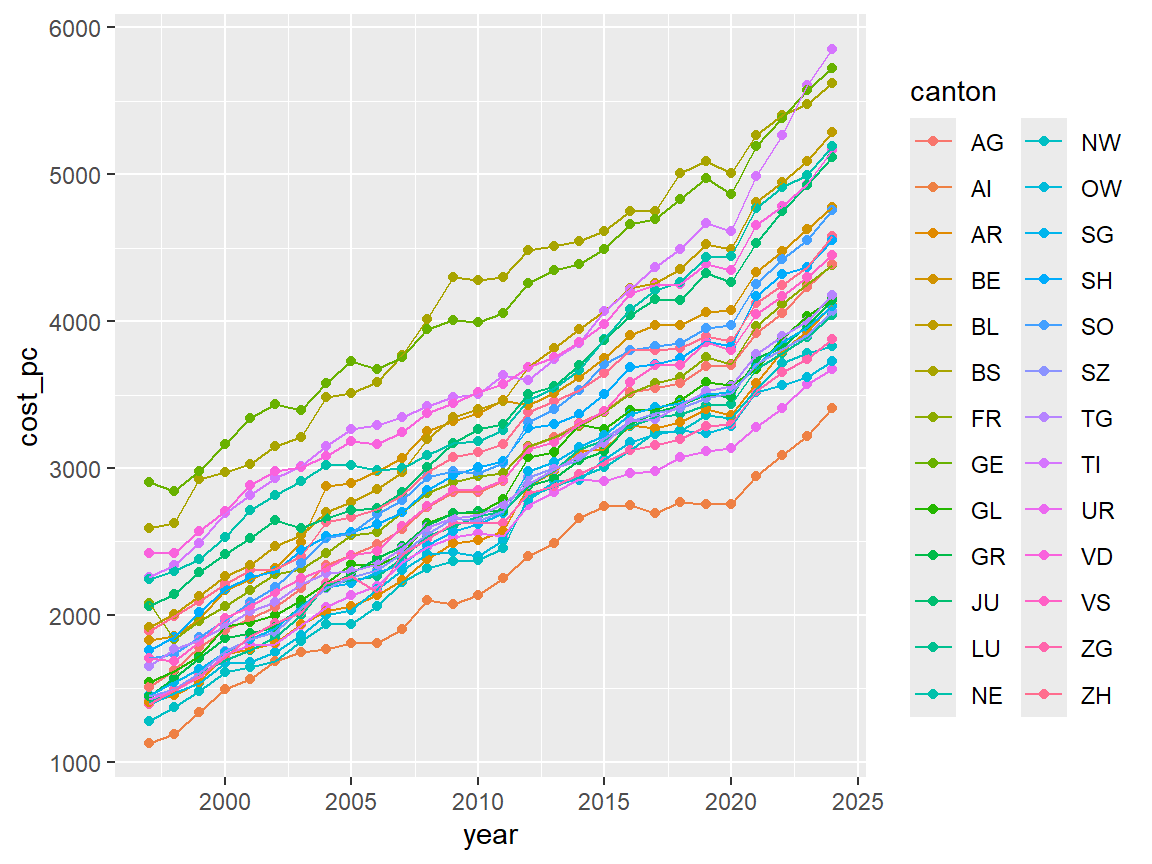 6000
5000
4000
3000
2000
1000
cost_pc
2000 2005 2010 2015 2020 2025
year
canton
AG NW
AI OW
AR SG
BE SH
BL SO
BS SZ
FR TG
GE TI
GL UR
GR VD
JU VS
LU ZG
NE ZH